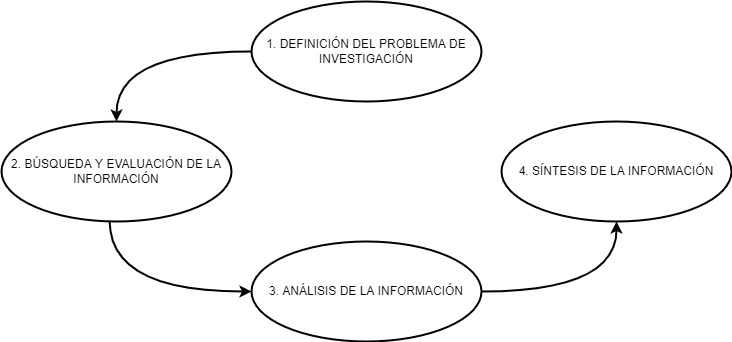 1. DEFINICIÓN DEL PROBLEMA DE
INVESTIGACIÓN
2. BÚSQUEDA Y EVALUACIÓN DE LA
INFORMACIÓN
4. SÍNTESIS DE LA INFORMACIÓN
3. ANÁLISIS DE LA INFORMACIÓN